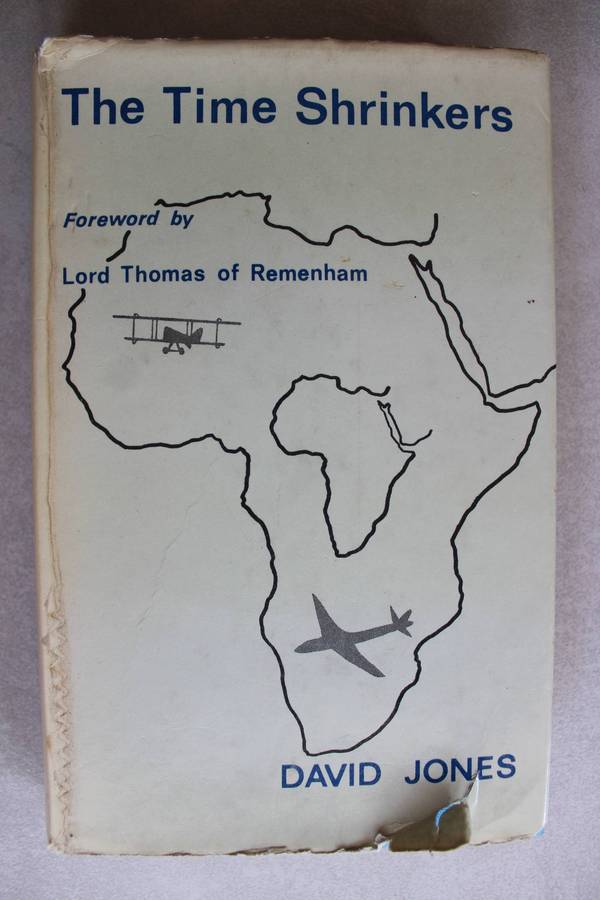 The Time Shrinkers
Foreword by
Lord Thomas of Remenham
DAVID JONES